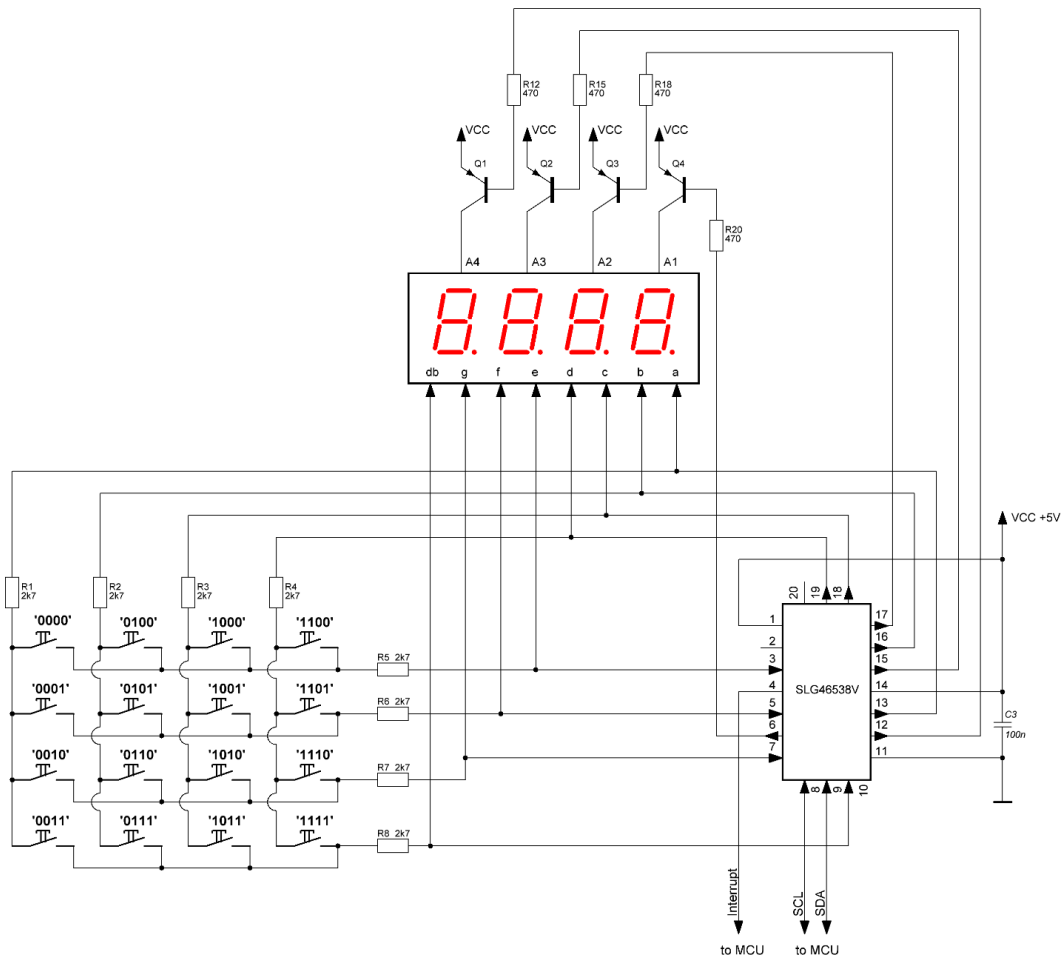 R12
470
R15
470
R18
470
VCC
VCC
VCC
VCC
Q1
Q2
Q3
Q4
R20
470
A4
A3
A2
A1
db g f e d c b a
VCC +5V
R1
2k7
R2
2k7
R3
2k7
R4
2k7
'0000' '0100' '1000' '1100'
R5 2k7
'0001' '0101' '1001' '1101'
R6 2k7
'0010' '0110' '1010' '1110'
R7 2k7
'0011' '0111' '1011' '1111'
R8 2k7
20
19
18
1
2
3
4
5
6
7
SLG46538V
17
16
15
14
13
12
11
8
9
10
C3
100n
Interrupt
SCL
SDA
to MCU
to MCU